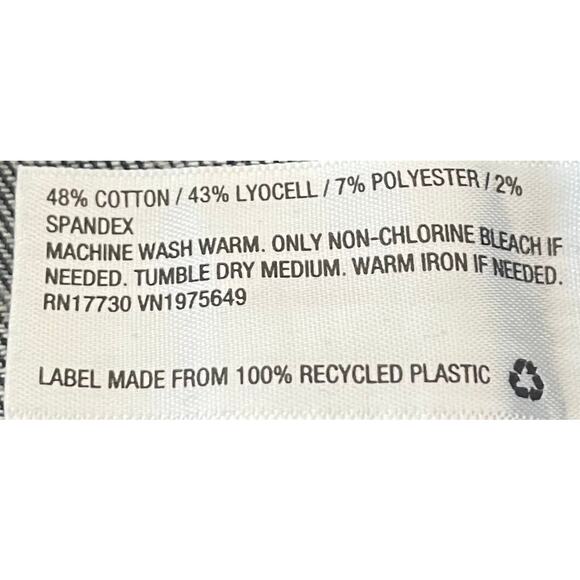 48% COTTON / 43% LYOCELL / 7% POLYESTER / 2%
SPANDEX
MACHINE WASH WARM. ONLY NON-CHLORINE BLEACH IF
NEEDED. TUMBLE DRY MEDIUM. WARM IRON IF NEEDED.
RN17730 VN1975649
LABEL MADE FROM 100% RECYCLED PLASTIC